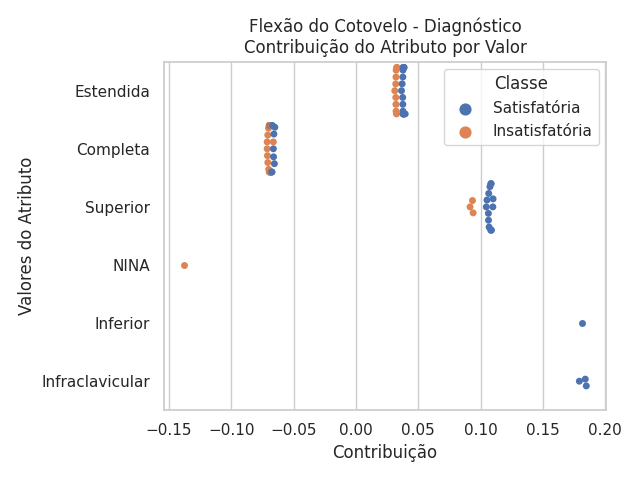 Flexão do Cotovelo - Diagnóstico
Contribuição do Atributo por Valor
Classe
Satisfatória
Insatisfatória
Valores do Atributo
Estendida
Completa
Superior
NINA
Inferior
Infraclavicular
−0.15 −0.10 −0.05 0.00 0.05 0.10 0.15 0.20
Contribuição